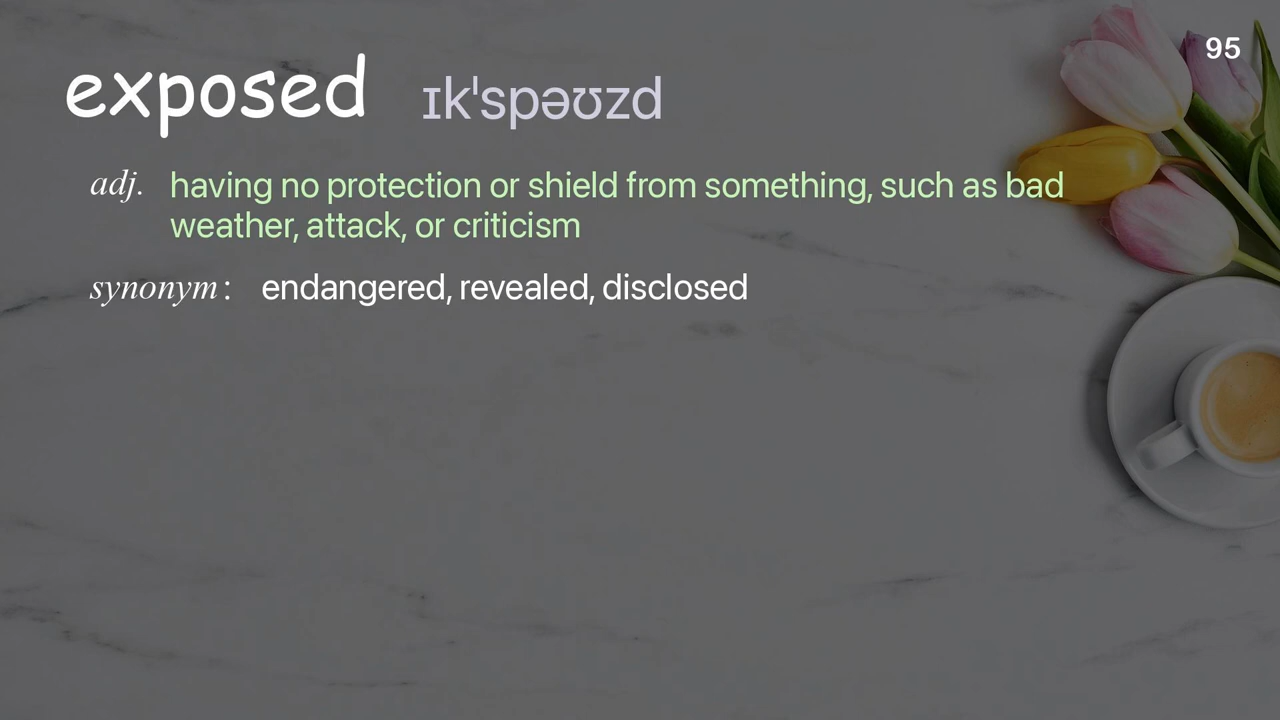 95
exposed ɪkˈspəʊzd
adj. having no protection or shield from something, such as bad
weather, attack, or criticism
synonym : endangered, revealed, disclosed